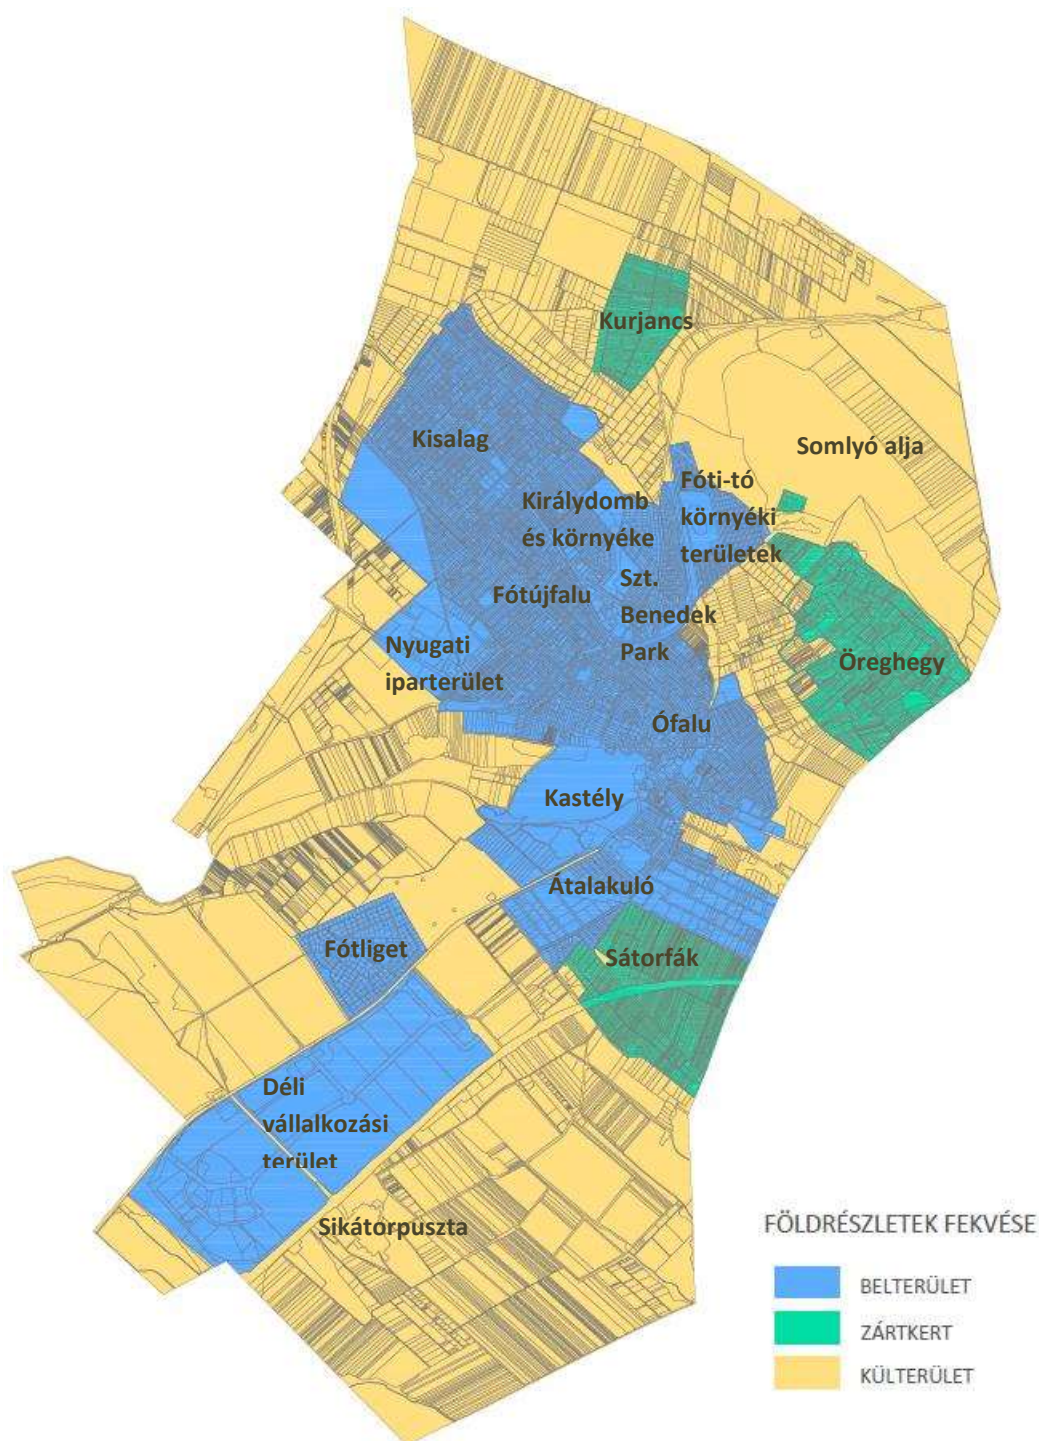 Kurjancs
Kisalag
Somlyó alja
Fóti-tó
környéki
területek
Királydomb
és környéke
Szt.
Benedek
Park
Fótújfalu
Nyugati
iparterület
Öreghegy
Ófalu
Kastély
Átalakuló
Fótliget
Sátorfák
Déli
vállalkozási
terület
Sikátorpuszta
FÖLDRÉSZLETEK FEKVÉSE
BELTERÜLET
ZÁRTKERT
KÜLTERÜLET